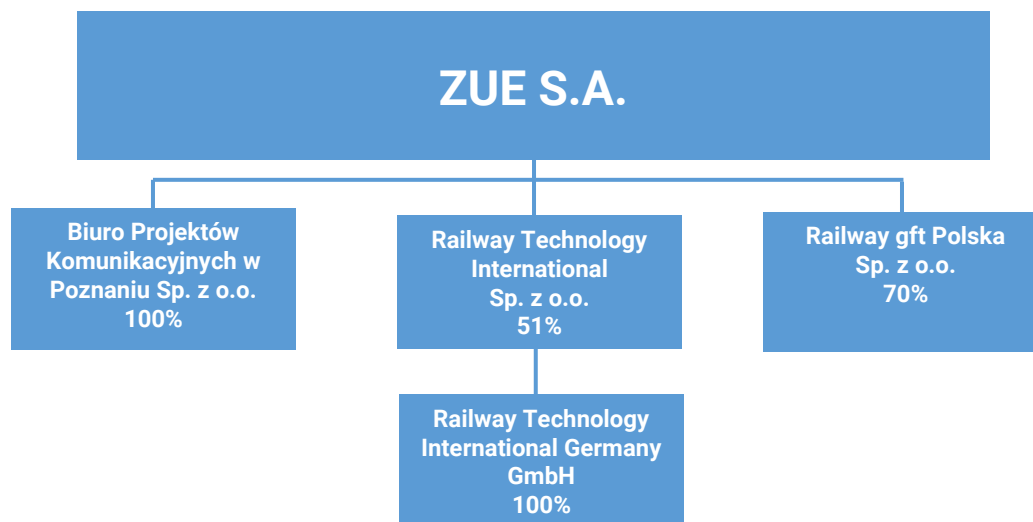 ZUE S.A.
Biuro Projektów
Komunikacyjnych w
Poznaniu Sp. z o.o.
100%
Railway Technology
International
Sp. z o.o.
51%
Railway gft Polska
Sp. z o.o.
70%
Railway Technology
International Germany
GmbH
100%